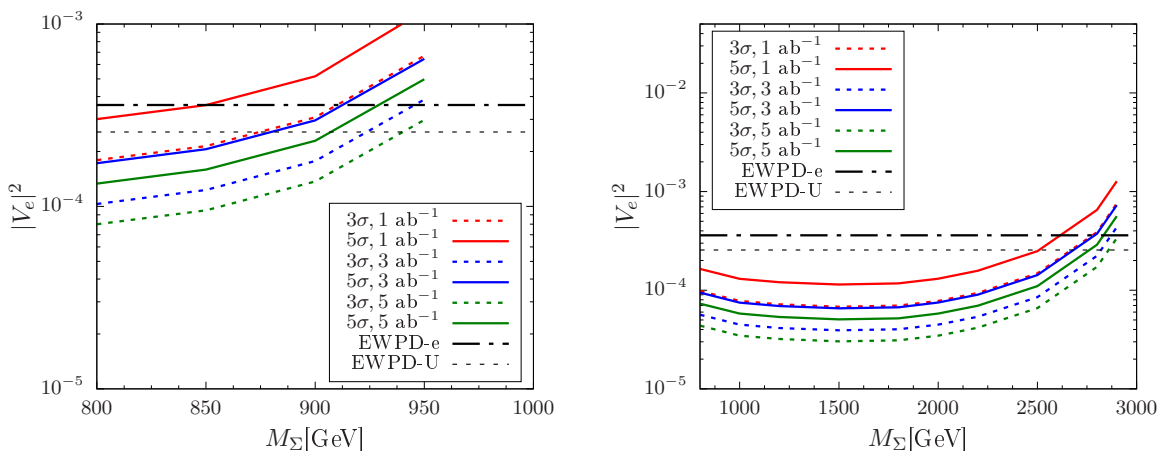 10⁻³
10⁻⁴
10⁻⁵
|V_e|²
3σ, 1 ab⁻¹
5σ, 1 ab⁻¹
3σ, 3 ab⁻¹
5σ, 3 ab⁻¹
3σ, 5 ab⁻¹
5σ, 5 ab⁻¹
EWPD-e
EWPD-U
800 850 900 950 1000
M_Σ[GeV]
3σ, 1 ab⁻¹
5σ, 1 ab⁻¹
3σ, 3 ab⁻¹
5σ, 3 ab⁻¹
3σ, 5 ab⁻¹
5σ, 5 ab⁻¹
EWPD-e
EWPD-U
10⁻²
10⁻³
10⁻⁴
10⁻⁵
|V_e|²
1000 1500 2000 2500 3000
M_Σ[GeV]